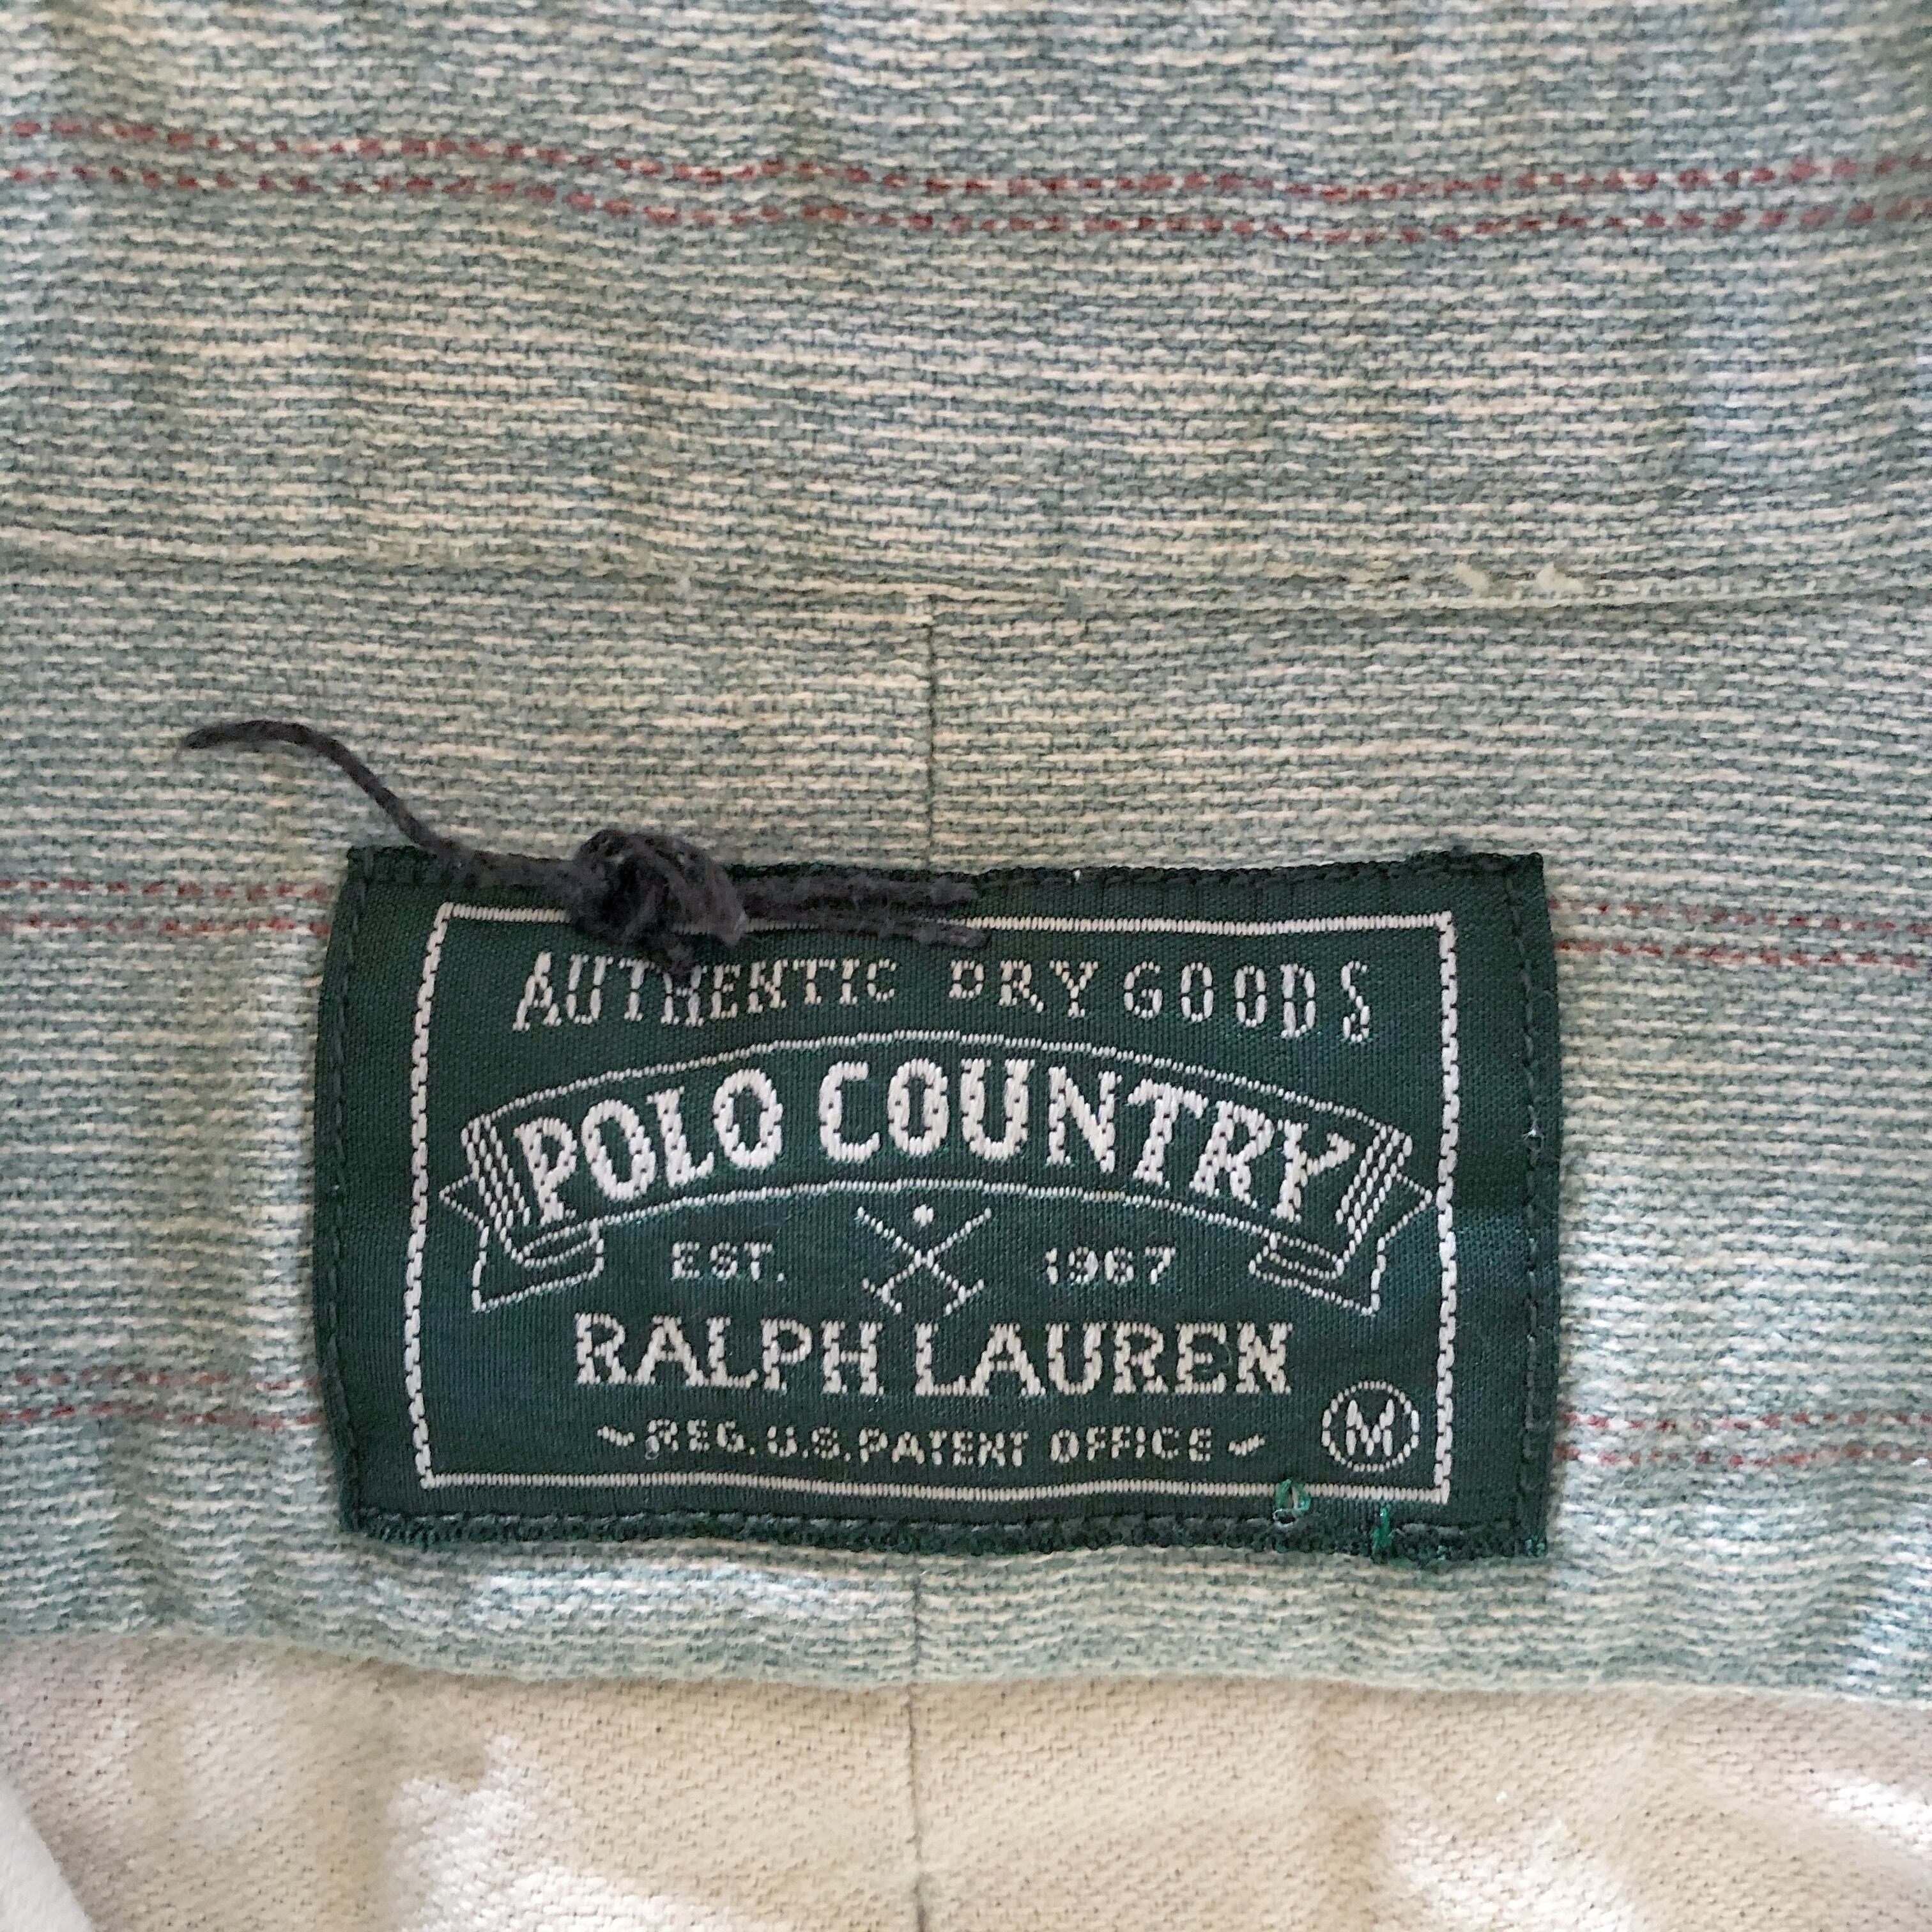 AUTHENTIC DRY GOODS
POLO COUNTRY
EST. 1967
RALPH LAUREN
~REG.U.S.PATENT OFFICE~
M